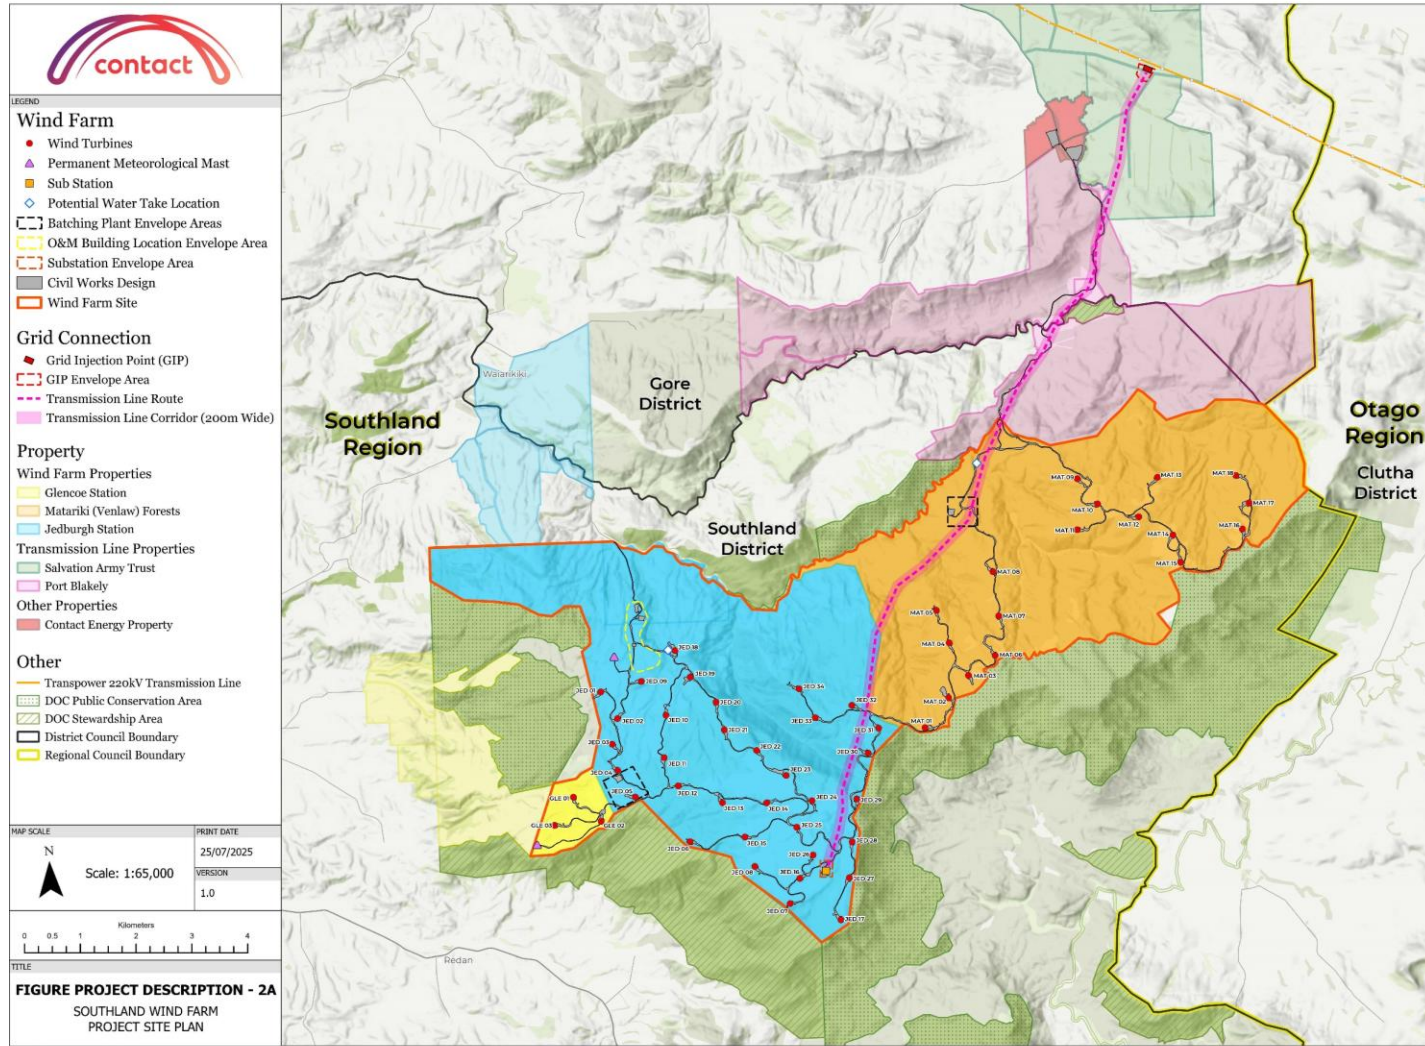 contact
LEGEND
Wind Farm
Wind Turbines
Permanent Meteorological Mast
Sub Station
Potential Water Take Location
Batching Plant Envelope Areas
O&M Building Location Envelope Area
Substation Envelope Area
Civil Works Design
Wind Farm Site
Grid Connection
Grid Injection Point (GIP)
GIP Envelope Area
Transmission Line Route
Transmission Line Corridor (200m Wide)
Property
Wind Farm Properties
Glencoe Station
Matariki (Venlaw) Forests
Jedburgh Station
Transmission Line Properties
Salvation Army Trust
Port Blakely
Other Properties
Contact Energy Property
Other
Transpower 220kV Transmission Line
DOC Public Conservation Area
DOC Stewardship Area
District Council Boundary
Regional Council Boundary
MAP SCALE
N
Scale: 1:65,000
PRINT DATE
25/07/2025
VERSION
1.0
Kilometers
0 0.5 1 2 3 4
TITLE
FIGURE PROJECT DESCRIPTION - 2A
SOUTHLAND WIND FARM
PROJECT SITE PLAN
Waiarikiki
Gore
District
Southland
Region
Otago
Region
Clutha
District
Southland
District
MAT 09
MAT 13
MAT 18
MAT 10
MAT 17
MAT 12
MAT 11
MAT 16
MAT 14
MAT 15
MAT 08
MAT 05
MAT 07
MAT 04
MAT 06
MAT 03
MAT 02
MAT 01
JED 18
JED 19
JED 09
JED 01
JED 34
JED 20
JED 32
JED 02
JED 10
JED 33
JED 21
JED 31
JED 03
JED 22
JED 30
JED 11
JED 04
JED 23
JED 12
JED 05
GLE 01
JED 13
JED 14
JED 24
JED 29
GLE 03
GLE 02
JED 25
JED 15
JED 06
JED 28
JED 26
JED 08
JED 16
JED 27
JED 07
JED 17
Redan